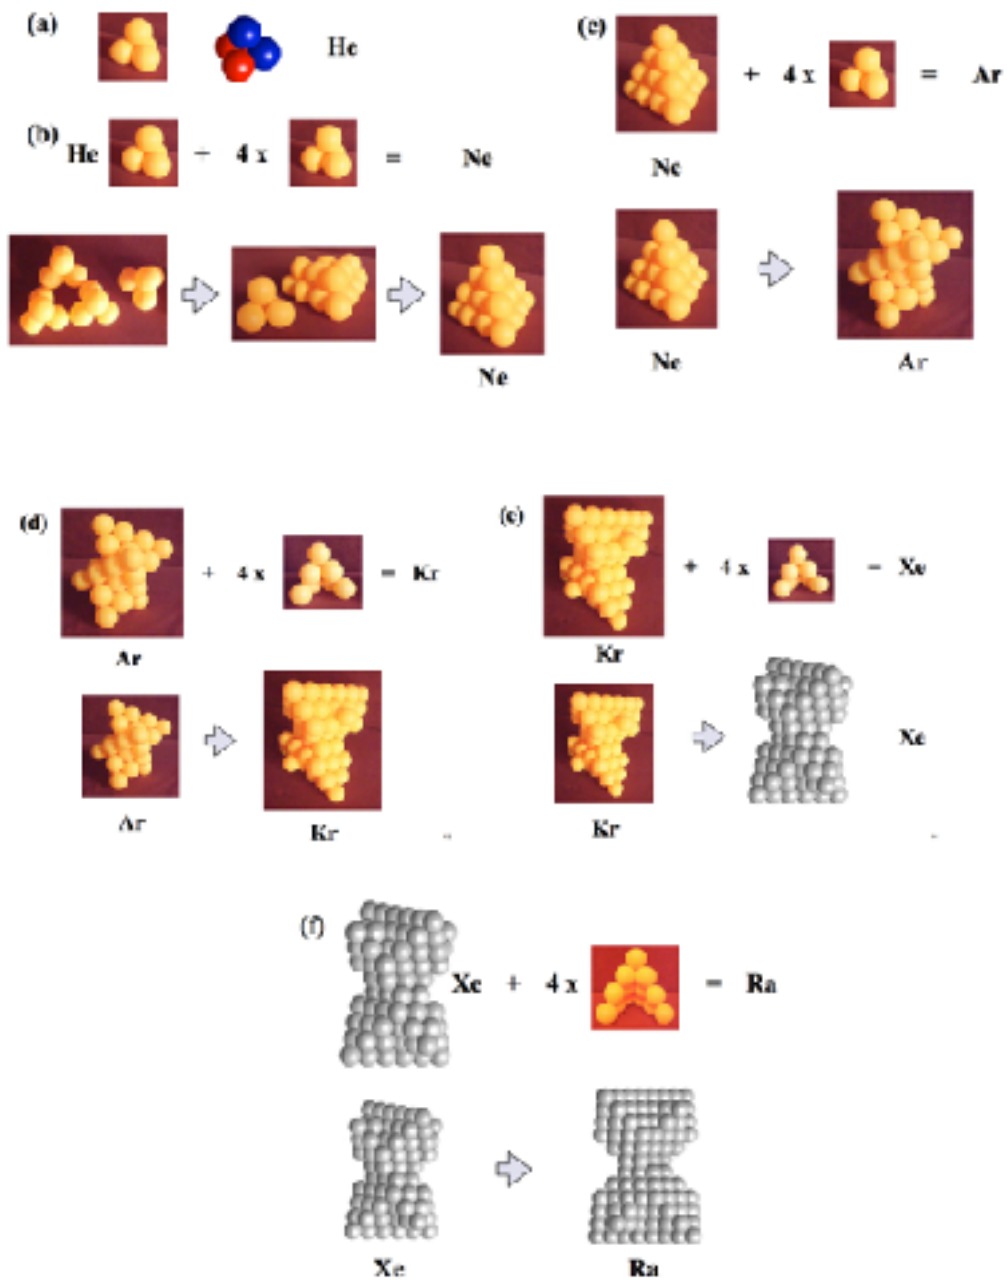 (a) He
(b) He + 4 x = Ne
Ne
(c) + 4 x = Ar
Ne
Ne Ar
(d) + 4 x = Kr
Ar
Ar Kr
(e) + 4 x = Xe
Kr
Xe
Kr
(f) Xe + 4 x = Ra
Xe Ra